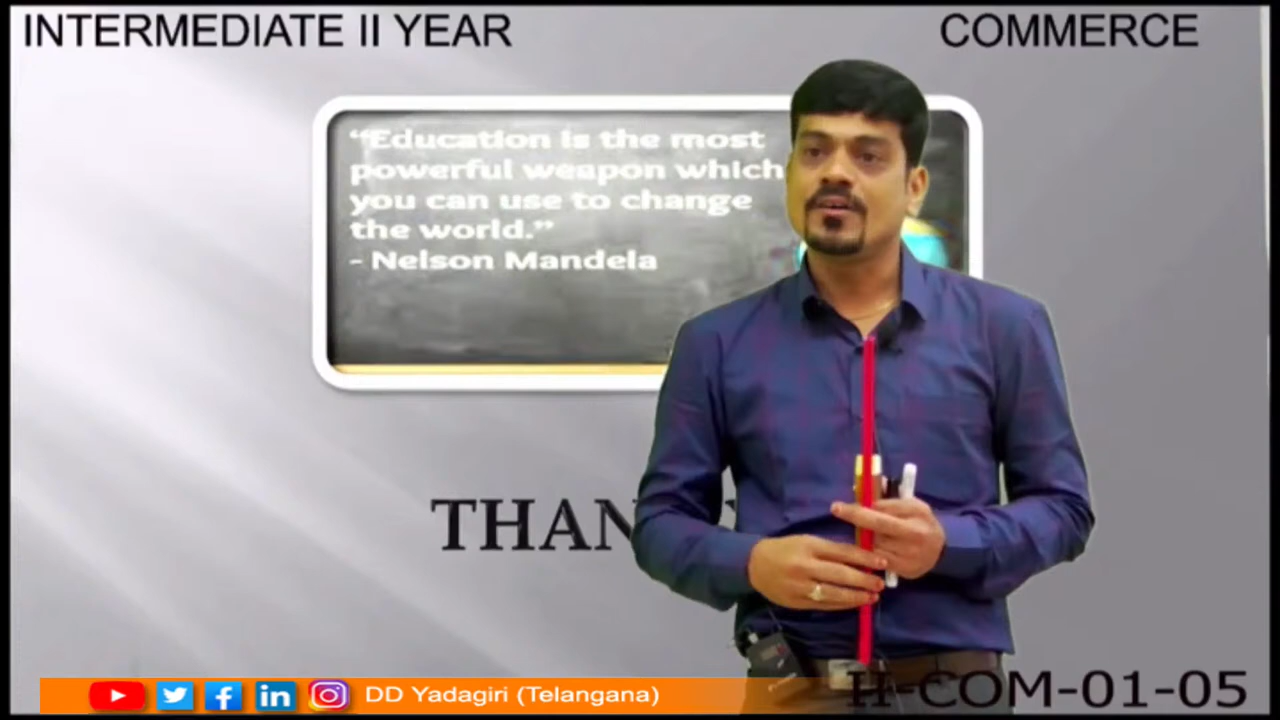 INTERMEDIATE II YEAR
COMMERCE
“Education is the most
powerful weapon which
you can use to change
the world.”
- Nelson Mandela
THAN
DD Yadagiri (Telangana)
II-COM-01-05